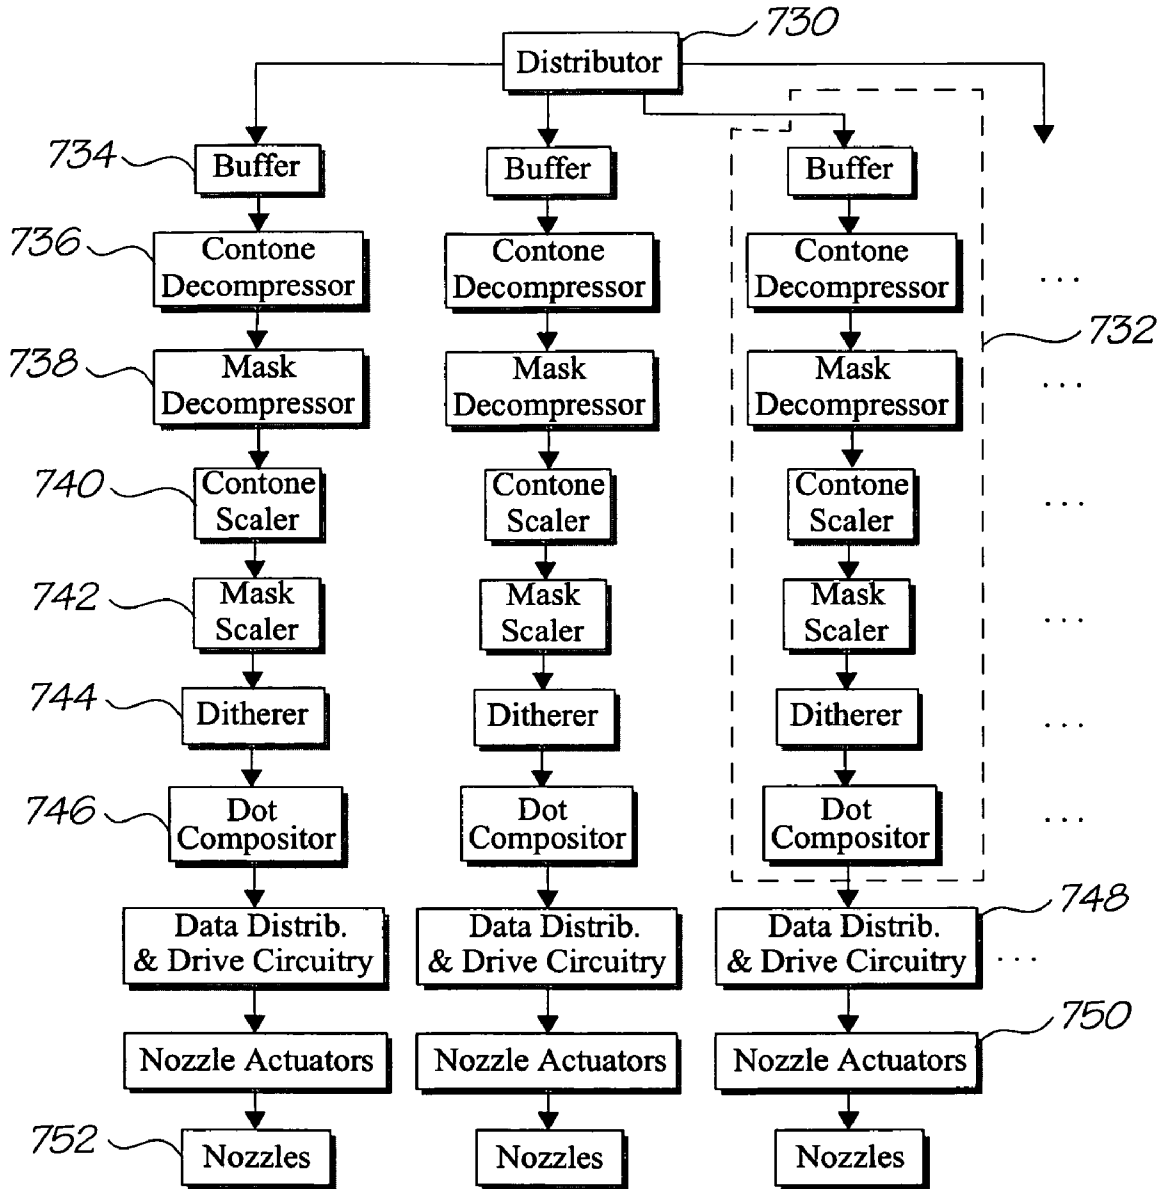 730
Distributor
734
Buffer
Buffer
Buffer
736
Contone
Decompressor
Contone
Decompressor
Contone
Decompressor
...
732
738
Mask
Decompressor
Mask
Decompressor
Mask
Decompressor
...
740
Contone
Scaler
Contone
Scaler
Contone
Scaler
...
742
Mask
Scaler
Mask
Scaler
Mask
Scaler
...
744
Ditherer
Ditherer
Ditherer
...
746
Dot
Compositor
Dot
Compositor
Dot
Compositor
...
748
Data Distrib.
& Drive Circuitry
Data Distrib.
& Drive Circuitry
Data Distrib.
& Drive Circuitry
...
750
Nozzle Actuators
Nozzle Actuators
Nozzle Actuators
752
Nozzles
Nozzles
Nozzles